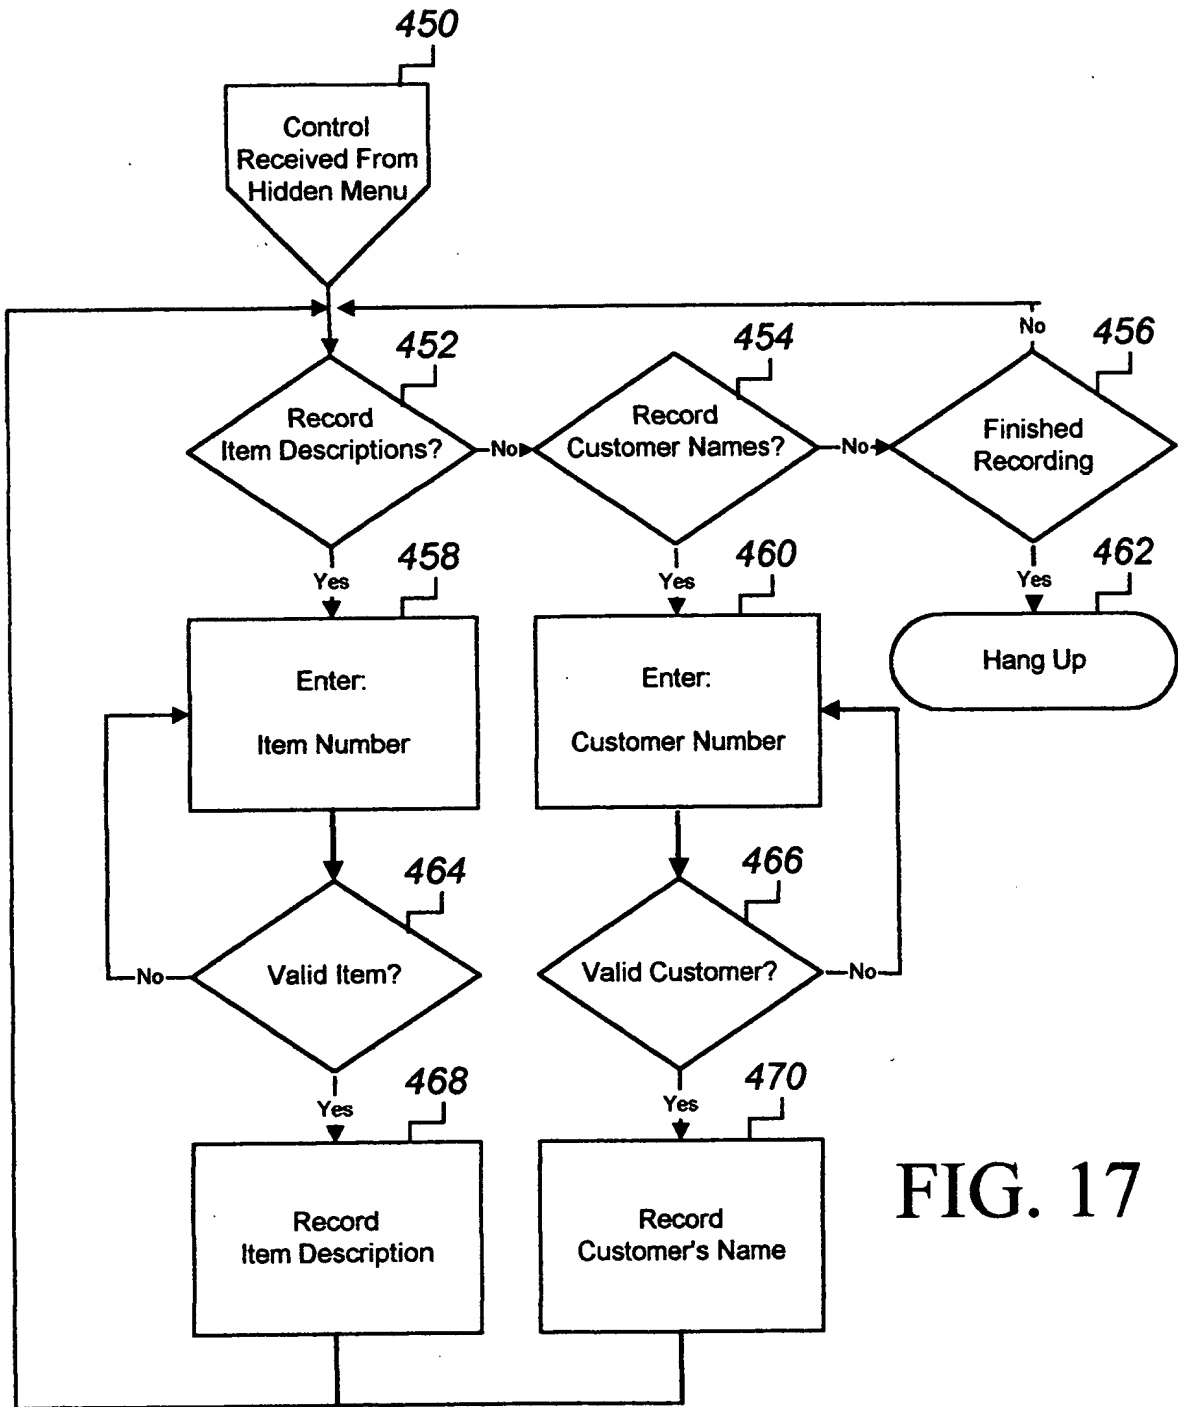 450
Control
Received From
Hidden Menu
No
452
454
456
Record
Item Descriptions?
No
Record
Customer Names?
No
Finished
Recording
458
460
462
Yes
Yes
Yes
Enter:
Item Number
Enter:
Customer Number
Hang Up
464
466
No
Valid Item?
Valid Customer?
No
468
470
Yes
Yes
Record
Item Description
Record
Customer's Name
FIG. 17